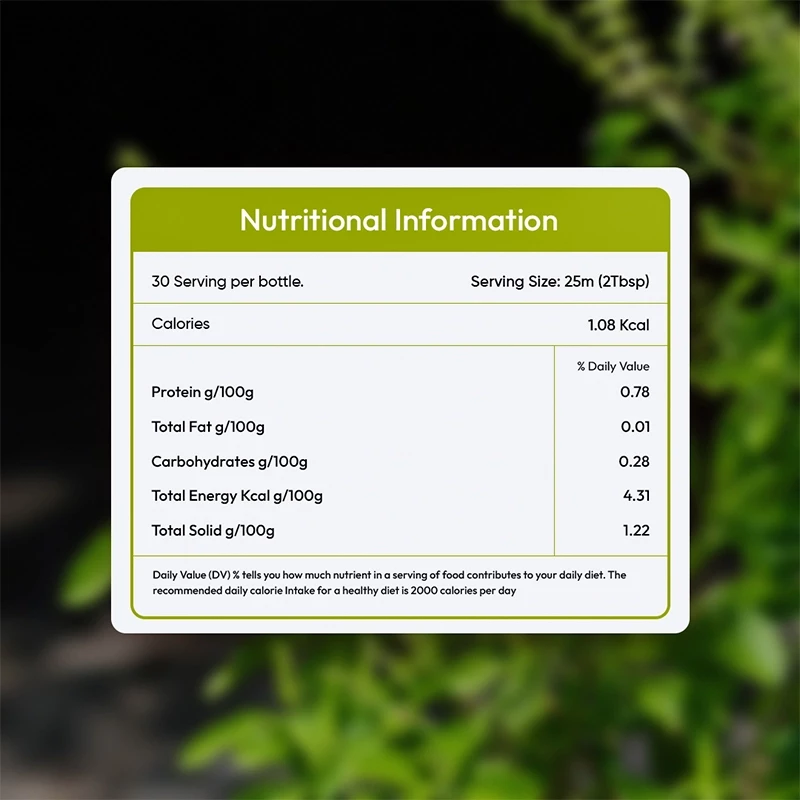 Nutritional Information
30 Serving per bottle.
Serving Size: 25m (2Tbsp)
Calories
1.08 Kcal
% Daily Value
Protein g/100g
0.78
Total Fat g/100g
0.01
Carbohydrates g/100g
0.28
Total Energy Kcal g/100g
4.31
Total Solid g/100g
1.22
Daily Value (DV) % tells you how much nutrient in a serving of food contributes to your daily diet. The
recommended daily calorie Intake for a healthy diet is 2000 calories per day